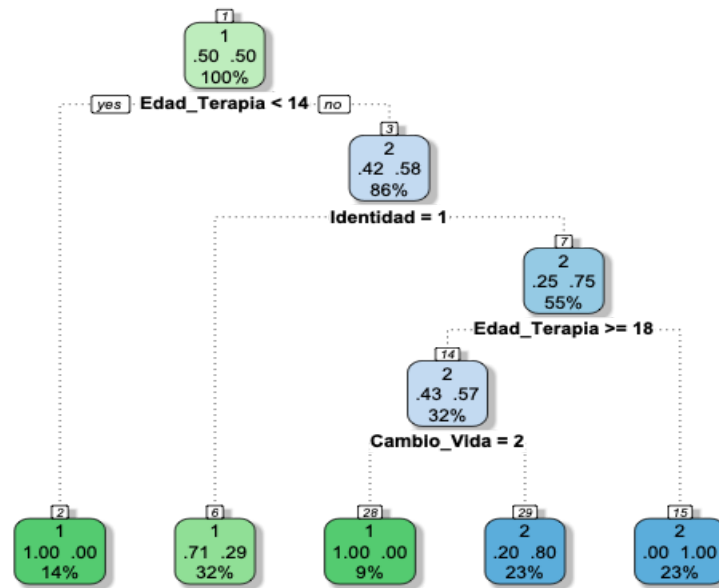 1
1
.50 .50
100%
yes Edad_Terapia < 14 no
3
2
.42 .58
86%
Identidad = 1
7
2
.25 .75
55%
Edad_Terapia >= 18
14
2
.43 .57
32%
Cambio_Vida = 2
2 6 28 29 15
1 1 1 2 2
1.00 .00 .71 .29 1.00 .00 .20 .80 .00 1.00
14% 32% 9% 23% 23%